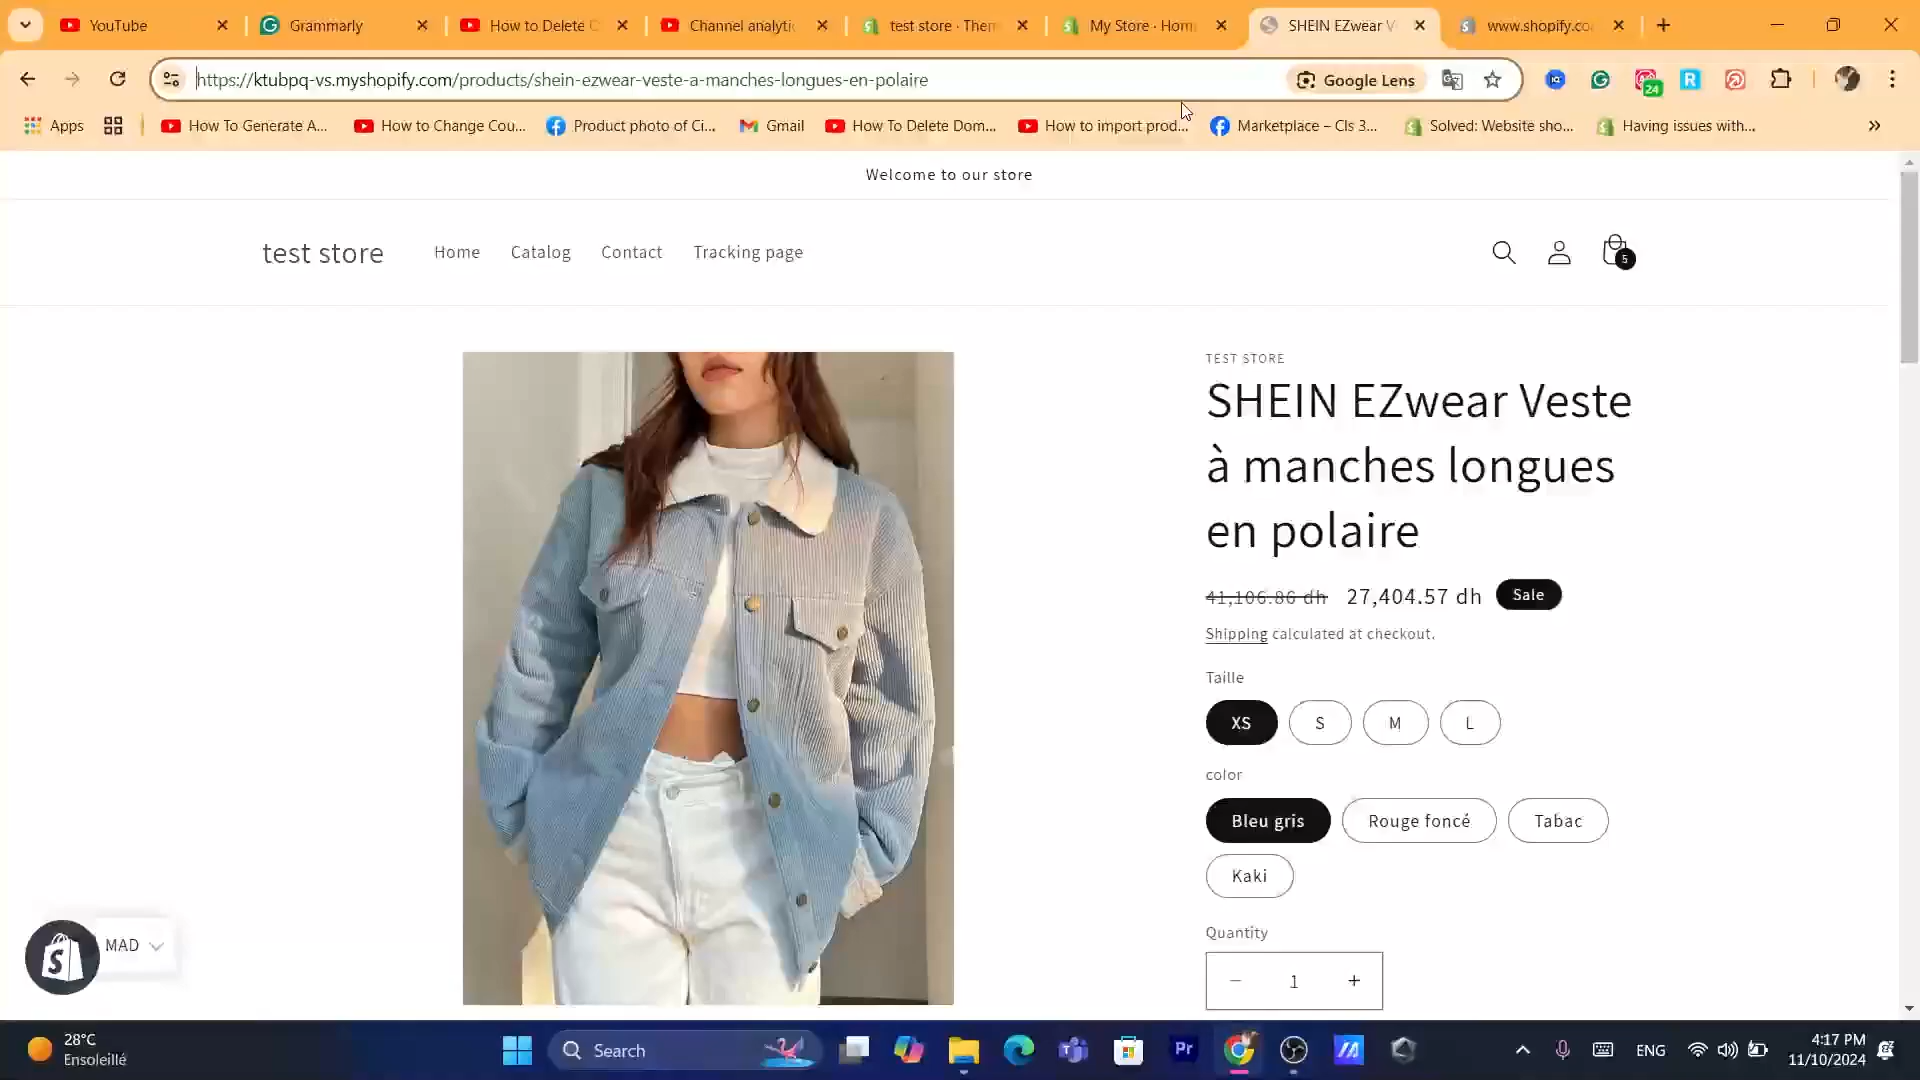 YouTube
Grammarly
How to Delete C
Channel analytic
test store · Them
My Store · Hom
SHEIN EZwear V
www.shopify.co
https://ktubpq-vs.myshopify.com/products/shein-ezwear-veste-a-manches-longues-en-polaire
Google Lens
24
Apps
How To Generate A...
How to Change Cou...
Product photo of Ci...
Gmail
How To Delete Dom...
How to import prod...
Marketplace – Cls 3...
Solved: Website sho...
Having issues with...
Welcome to our store
test store
Home
Catalog
Contact
Tracking page
5
TEST STORE
SHEIN EZwear Veste
à manches longues
en polaire
41,106.86 dh 27,404.57 dh Sale
Shipping calculated at checkout.
Taille
XS
S
M
L
color
Bleu gris
Rouge foncé
Tabac
Kaki
Quantity
1
MAD
28°C
Ensoleillé
Search
Pr
ENG
4:17 PM
11/10/2024